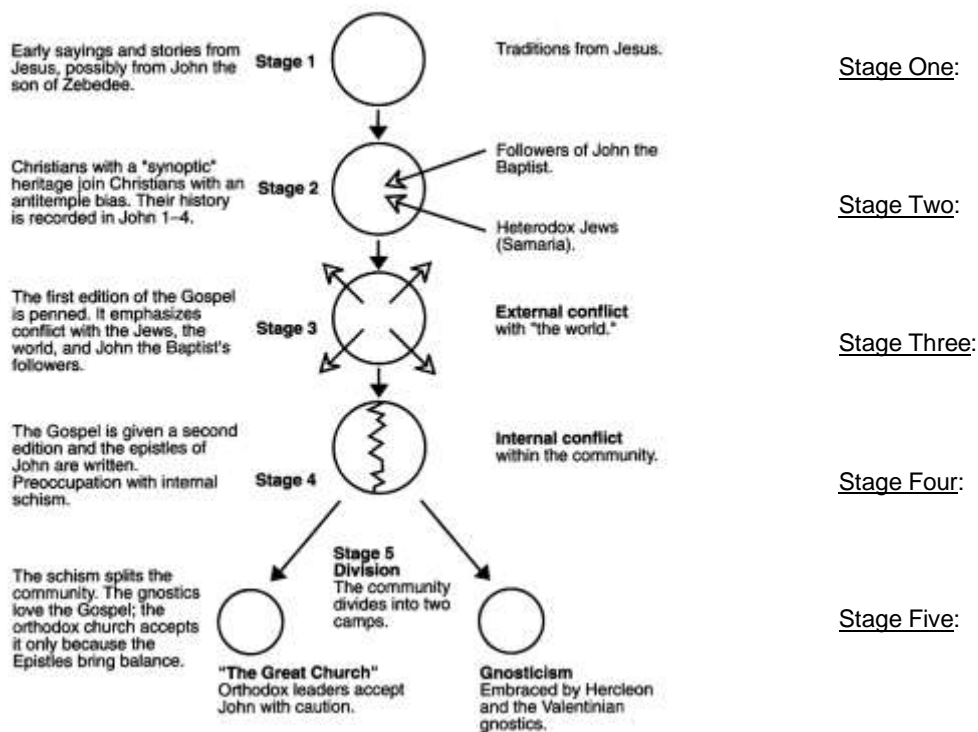 Early sayings and stories from
Jesus, possibly from John the
son of Zebedee.
Stage 1
Traditions from Jesus.
Stage One:
Christians with a "synoptic"
heritage join Christians with an
antitemple bias. Their history
is recorded in John 1–4.
Stage 2
Followers of John the
Baptist.
Heterodox Jews
(Samaria).
Stage Two:
The first edition of the Gospel
is penned. It emphasizes
conflict with the Jews, the
world, and John the Baptist's
followers.
Stage 3
External conflict
with "the world."
Stage Three:
The Gospel is given a second
edition and the epistles of
John are written.
Preoccupation with internal
schism.
Stage 4
Internal conflict
within the community.
Stage Four:
The schism splits the
community. The gnostics
love the Gospel; the
orthodox church accepts
it only because the
Epistles bring balance.
Stage 5
Division
The community
divides into two
camps.
Stage Five:
"The Great Church"
Orthodox leaders accept
John with caution.
Gnosticism
Embraced by Hercleon
and the Valentinian
gnostics.